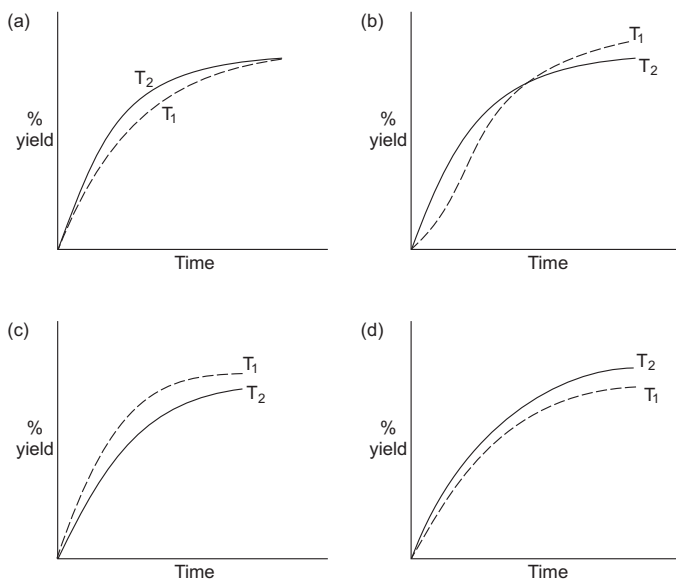 (a)
T2
T1
%
yield
Time
(b)
T1
T2
%
yield
Time
(c)
T1
T2
%
yield
Time
(d)
T2
T1
%
yield
Time